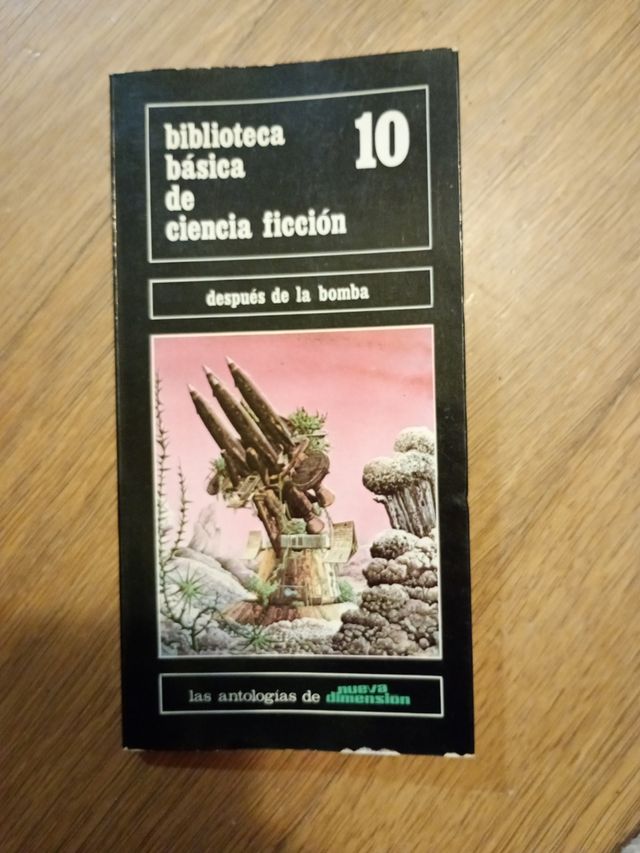 biblioteca 10
básica
de
ciencia ficción
después de la bomba
las antologías de nueva dimension